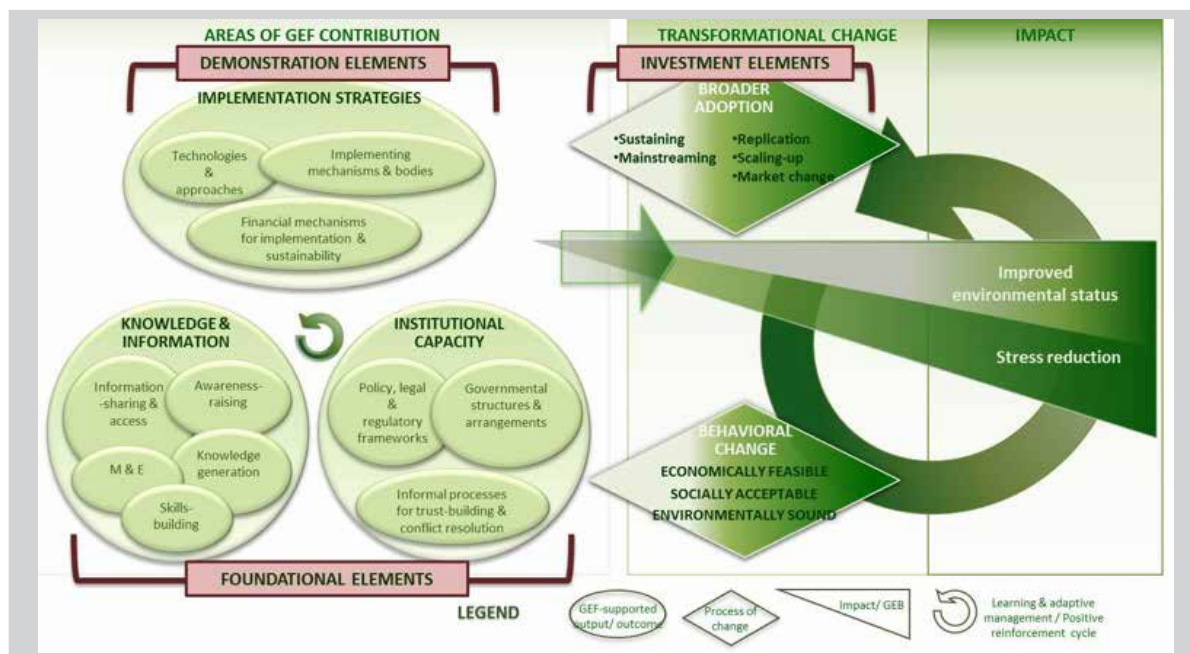 AREAS OF GEF CONTRIBUTION
TRANSFORMATIONAL CHANGE
IMPACT
DEMONSTRATION ELEMENTS
INVESTMENT ELEMENTS
IMPLEMENTATION STRATEGIES
Technologies
&
approaches
Implementing
mechanisms & bodies
Financial mechanisms
for implementation &
sustainability
BROADER
ADOPTION
•Sustaining
•Mainstreaming
•Replication
•Scaling-up
•Market change
Improved
environmental status
Stress reduction
KNOWLEDGE &
INFORMATION
Information
-sharing &
access
Awareness-
raising
M & E
Knowledge
generation
Skills-
building
INSTITUTIONAL
CAPACITY
Policy, legal
&
regulatory
frameworks
Governmental
structures &
arrangements
Informal processes
for trust-building &
conflict resolution
BEHAVIORAL
CHANGE
ECONOMICALLY FEASIBLE
SOCIALLY ACCEPTABLE
ENVIRONMENTALLY SOUND
FOUNDATIONAL ELEMENTS
LEGEND
GEF-supported
output/ outcome
Process of
change
Impact/ GEB
Learning & adaptive
management / Positive
reinforcement cycle